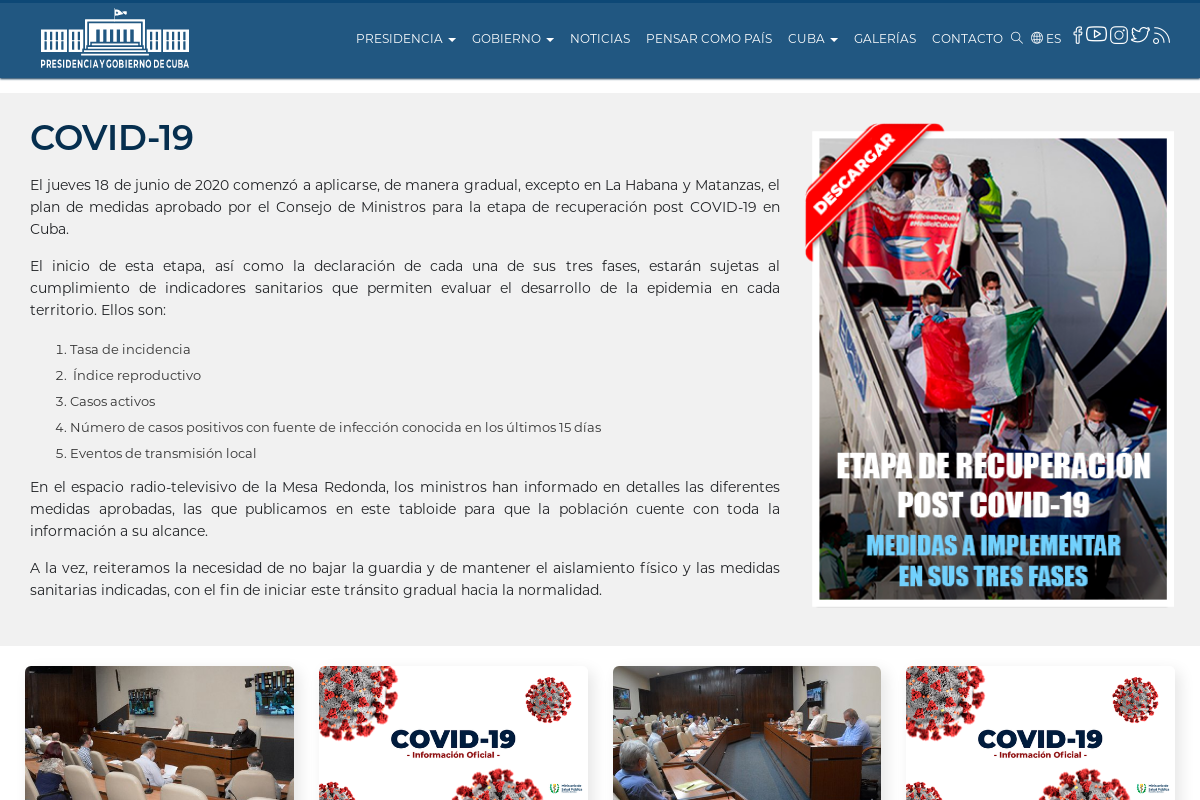 PRESIDENCIA Y GOBIERNO DE CUBA
PRESIDENCIA GOBIERNO NOTICIAS PENSAR COMO PAÍS CUBA GALERÍAS CONTACTO ES
COVID-19
El jueves 18 de junio de 2020 comenzó a aplicarse, de manera gradual, excepto en La Habana y Matanzas, el
plan de medidas aprobado por el Consejo de Ministros para la etapa de recuperación post COVID-19 en
Cuba.
El inicio de esta etapa, así como la declaración de cada una de sus tres fases, estarán sujetas al
cumplimiento de indicadores sanitarios que permiten evaluar el desarrollo de la epidemia en cada
territorio. Ellos son:
1. Tasa de incidencia
2. Índice reproductivo
3. Casos activos
4. Número de casos positivos con fuente de infección conocida en los últimos 15 días
5. Eventos de transmisión local
En el espacio radio-televisivo de la Mesa Redonda, los ministros han informado en detalles las diferentes
medidas aprobadas, las que publicamos en este tabloide para que la población cuente con toda la
información a su alcance.
A la vez, reiteramos la necesidad de no bajar la guardia y de mantener el aislamiento físico y las medidas
sanitarias indicadas, con el fin de iniciar este tránsito gradual hacia la normalidad.
DESCARGAR
#MédicosDeCuba
ETAPA DE RECUPERACIÓN
POST COVID-19
MEDIDAS A IMPLEMENTAR
EN SUS TRES FASES
COVID-19
- Información Oficial -
Ministerio de
Salud Pública
COVID-19
- Información Oficial -
Ministerio de
Salud Pública